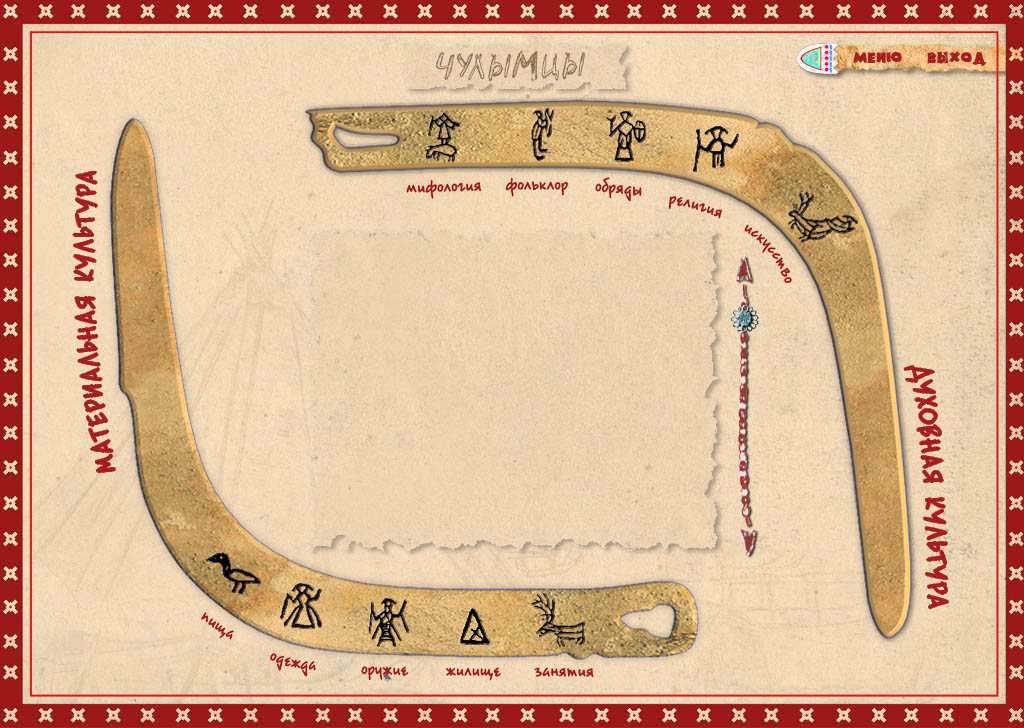 ЧУЛЫМЦЫ
МЕНЮ ВЫХОД
мифология фольклор обряды религия искусство
МАТЕРИАЛЬНАЯ КУЛЬТУРА
ДУХОВНАЯ КУЛЬТУРА
пища одежда оружие жилище занятия